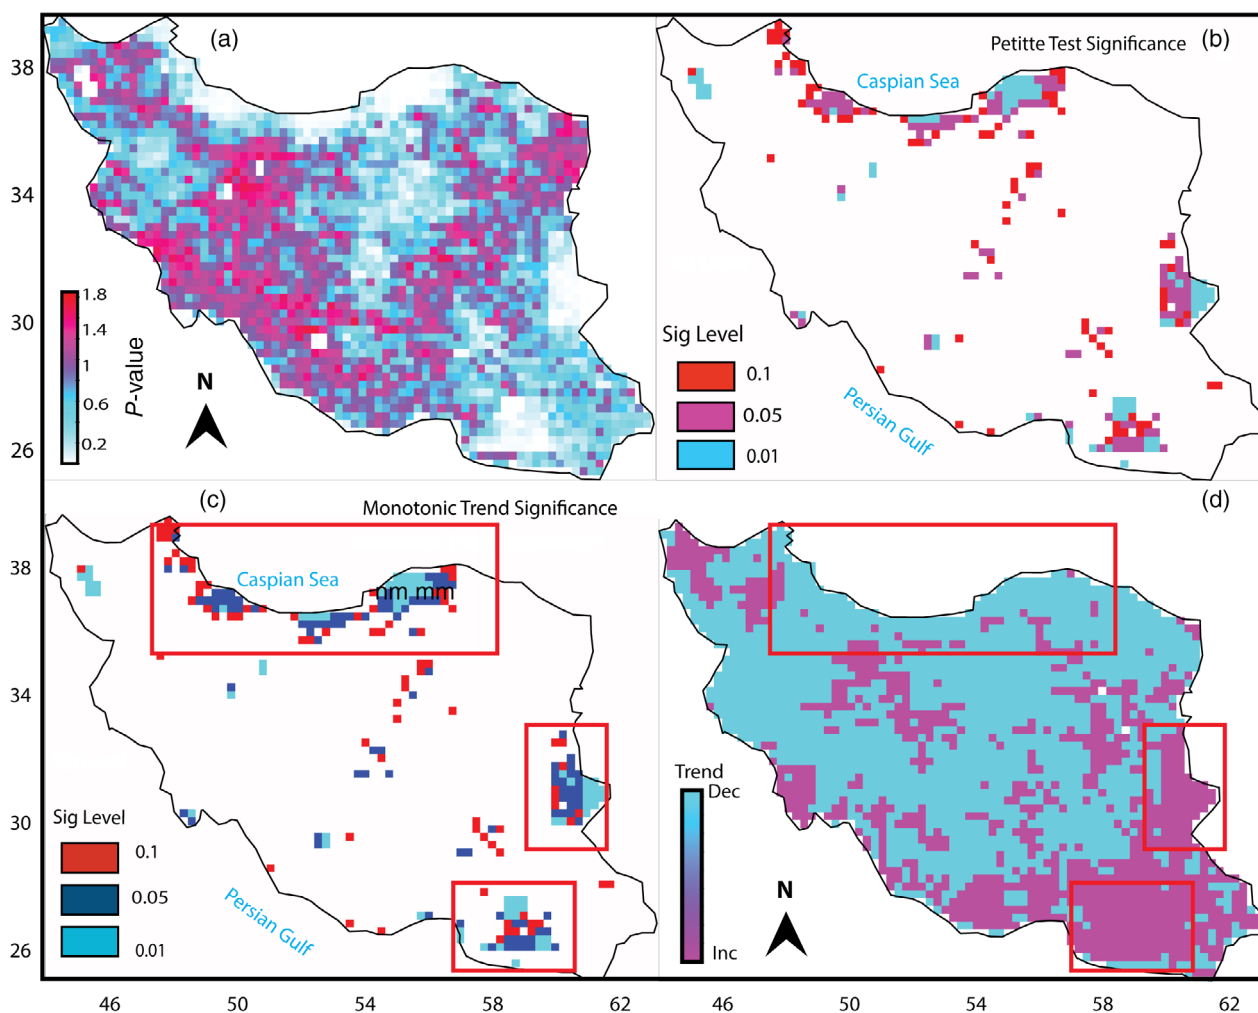 (a)
38
34
30
26
1.8
1.4
1
0.6
0.2
P-value
N
Petitte Test Significance
(b)
Caspian Sea
Sig Level
0.1
0.05
0.01
Persian Gulf
(c)
Monotonic Trend Significance
38
34
30
26
Caspian Sea
nm mm
Sig Level
0.1
0.05
0.01
Persian Gulf
(d)
Trend
Dec
Inc
N
46
50
54
58
62
46
50
54
58
62